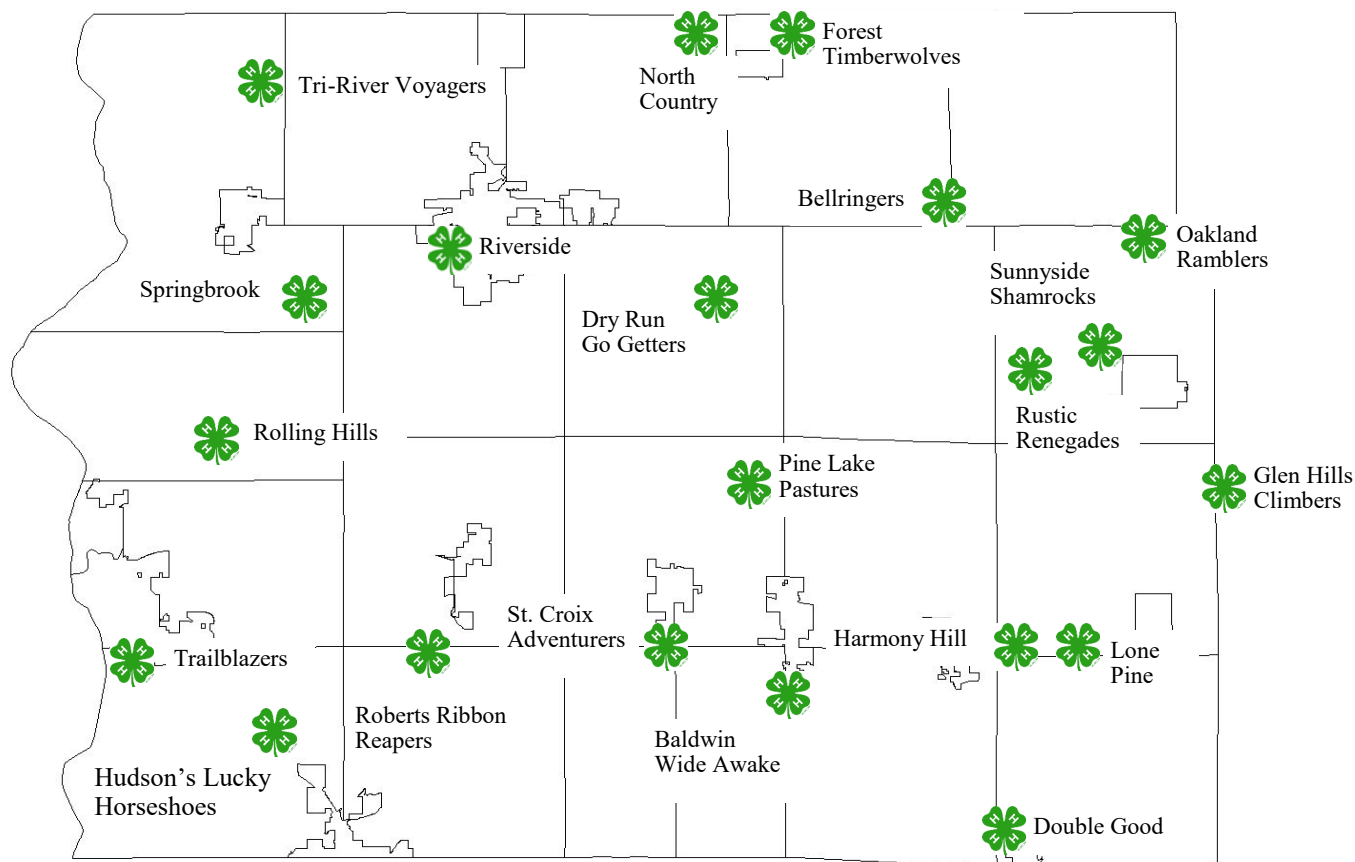 Forest
Timberwolves
Tri-River Voyagers
North
Country
Bellringers
Oakland
Ramblers
Riverside
Sunnyside
Shamrocks
Springbrook
Dry Run
Go Getters
Rustic
Renegades
Rolling Hills
Pine Lake
Pastures
Glen Hills
Climbers
St. Croix
Adventurers
Harmony Hill
Lone
Pine
Trailblazers
Roberts Ribbon
Reapers
Baldwin
Wide Awake
Hudson's Lucky
Horseshoes
Double Good